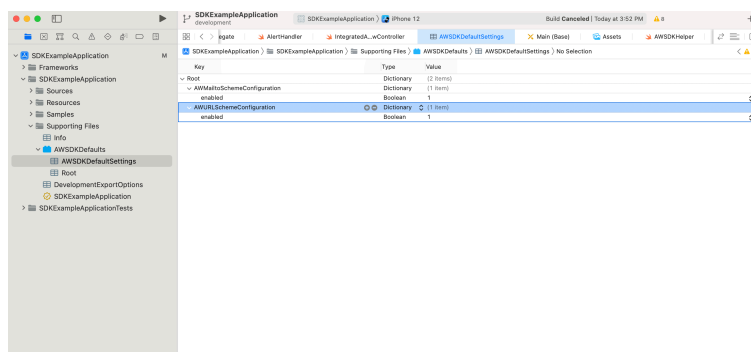 SDKExampleApplication
development
SDKExampleApplication 〉 iPhone 12
Build Canceled | Today at 3:52 PM
8
egate
AlertHandler
IntegratedA...wController
AWSDKDefaultSettings
Main (Base)
Assets
AWSDKHelper
SDKExampleApplication M
Frameworks
SDKExampleApplication
Sources
Resources
Samples
Supporting Files
Info
AWSDKDefaults
AWSDKDefaultSettings
Root
DevelopmentExportOptions
SDKExampleApplication
SDKExampleApplicationTests
SDKExampleApplication 〉 SDKExampleApplication 〉 Supporting Files 〉 AWSDKDefaults 〉 AWSDKDefaultSettings 〉 No Selection
Key Type Value
Root Dictionary (2 items)
AWMailtoSchemeConfiguration Dictionary (1 item)
enabled Boolean 1
AWURLSchemeConfiguration Dictionary (1 item)
enabled Boolean 1